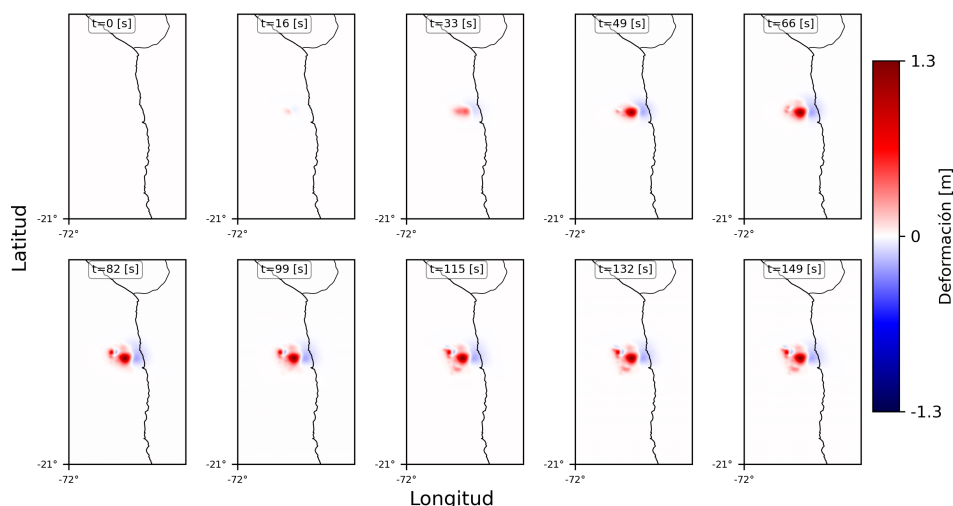 t=0 [s]
t=16 [s]
t=33 [s]
t=49 [s]
t=66 [s]
-21°
-21°
-21°
-21°
-21°
-72°
-72°
-72°
-72°
-72°
t=82 [s]
t=99 [s]
t=115 [s]
t=132 [s]
t=149 [s]
-21°
-21°
-21°
-21°
-21°
-72°
-72°
-72°
-72°
-72°
Latitud
Longitud
1.3
0
-1.3
Deformación [m]